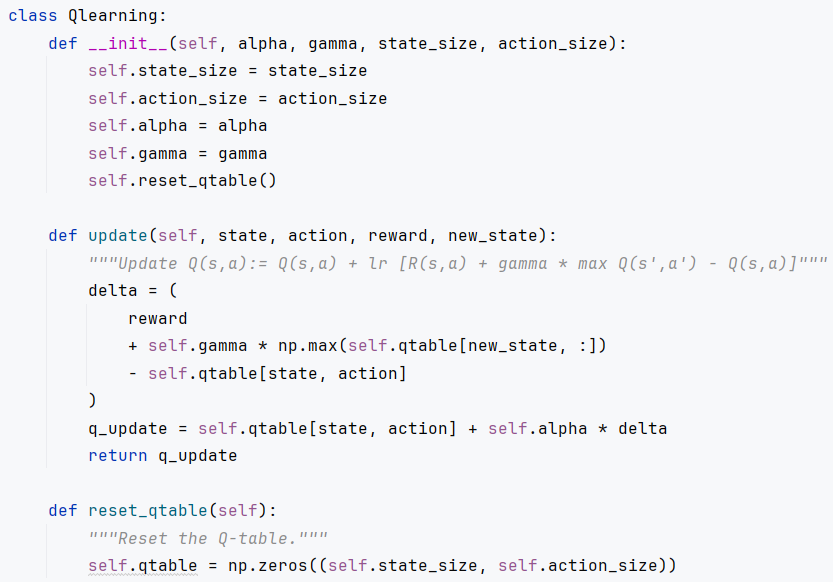 class Qlearning:
    def __init__(self, alpha, gamma, state_size, action_size):
        self.state_size = state_size
        self.action_size = action_size
        self.alpha = alpha
        self.gamma = gamma
        self.reset_qtable()

    def update(self, state, action, reward, new_state):
        """Update Q(s,a):= Q(s,a) + lr [R(s,a) + gamma * max Q(s',a') - Q(s,a)]"""
        delta = (
            reward
            + self.gamma * np.max(self.qtable[new_state, :])
            - self.qtable[state, action]
        )
        q_update = self.qtable[state, action] + self.alpha * delta
        return q_update

    def reset_qtable(self):
        """Reset the Q-table."""
        self.qtable = np.zeros((self.state_size, self.action_size))